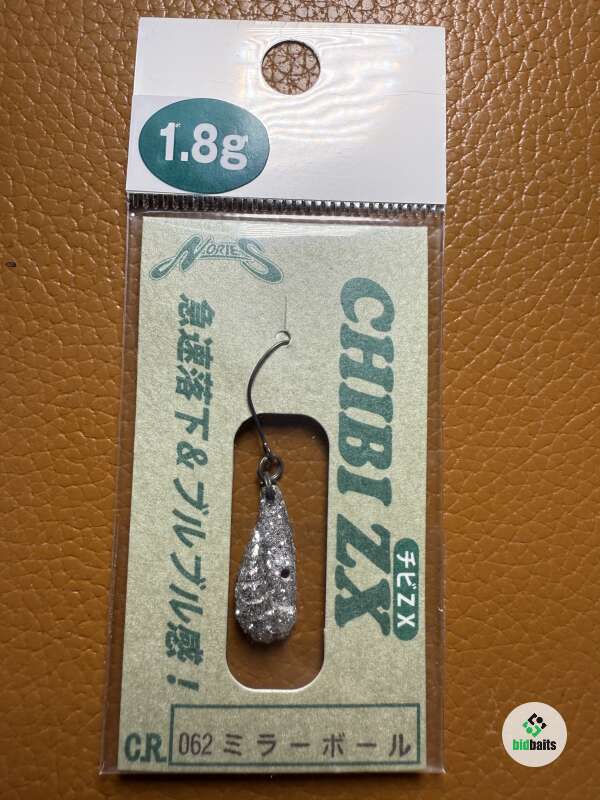 1.8g
NORIES
CHIBI ZX
チビZX
急速落下&ブルブル感!
C.R. 062 ミラーボール
bidbaits